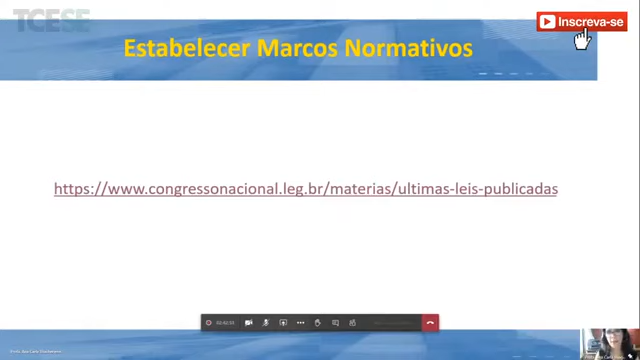 TCESE
Inscreva-se
Estabelecer Marcos Normativos
https://www.congressonacional.leg.br/materias/ultimas-leis-publicadas